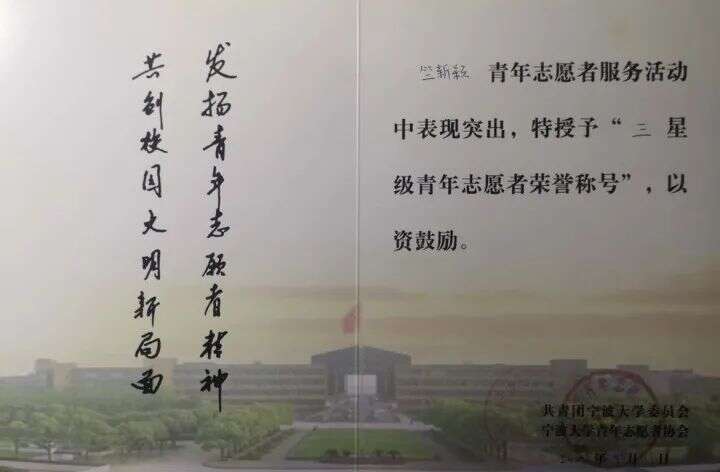 发扬青年志愿者精神
共创校园文明新局面
竺新颖 青年志愿者服务活动
中表现突出，特授予“三星
级青年志愿者荣誉称号”，以
资鼓励。
共青团宁波大学委员会
宁波大学青年志愿者协会